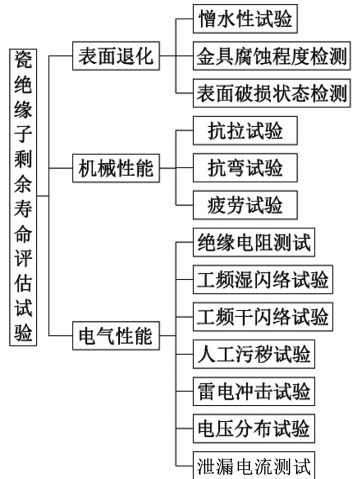 瓷绝缘子剩余寿命评估试验
表面退化
憎水性试验
金具腐蚀程度检测
表面破损状态检测
机械性能
抗拉试验
抗弯试验
疲劳试验
电气性能
绝缘电阻测试
工频湿闪络试验
工频干闪络试验
人工污秽试验
雷电冲击试验
电压分布试验
泄漏电流测试